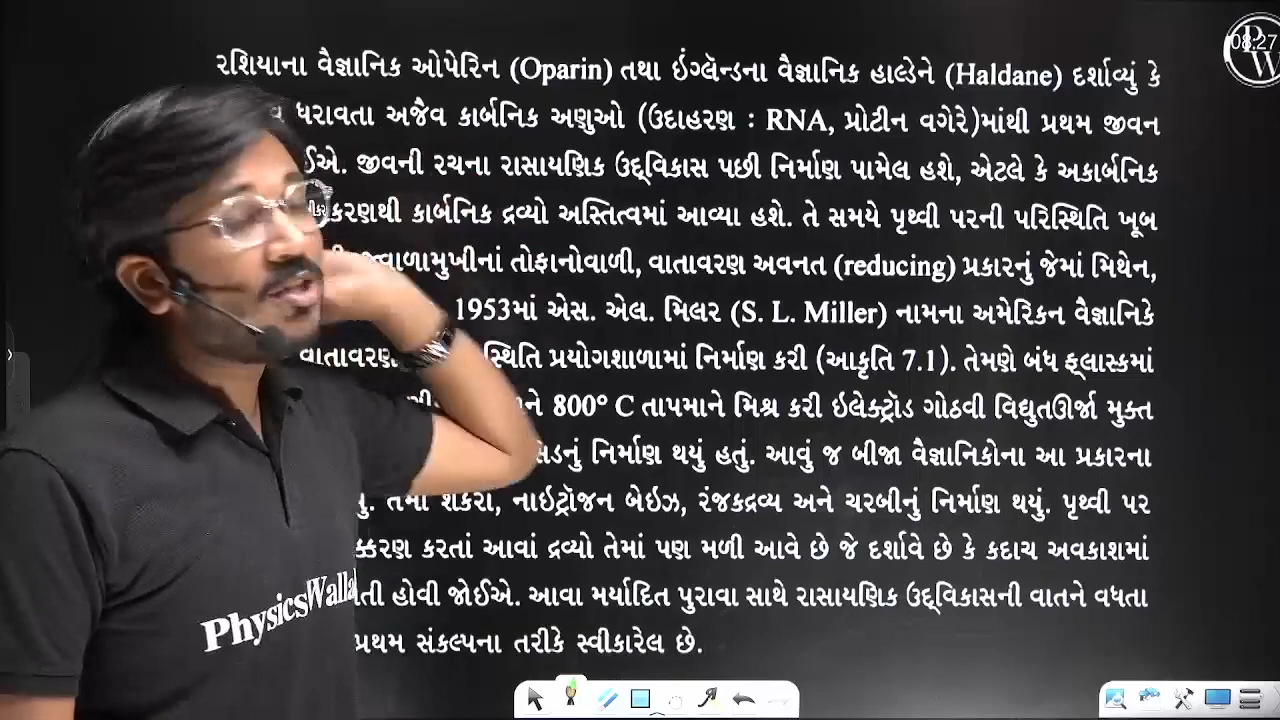 રશિયાના વૈજ્ઞાનિક ઓપેરિન (Oparin) તથા ઇંગ્લૅન્ડના વૈજ્ઞાનિક હાલ્ડેને (Haldane) દર્શાવ્યું કે
ધરાવતા અજૈવ કાર્બનિક અણુઓ (ઉદાહરણ : RNA, પ્રોટીન વગેરે)માંથી પ્રથમ જીવન
જીવની રચના રાસાયણિક ઉદ્દવિકાસ પછી નિર્માણ પામેલ હશે, એટલે કે અકાર્બનિક
કાર્બનિક દ્રવ્યો અસ્તિત્વમાં આવ્યા હશે. તે સમયે પૃથ્વી પરની પરિસ્થિતિ ખૂબ
જ્વાળામુખીનાં તોફાનોવાળી, વાતાવરણ અવનત (reducing) પ્રકારનું જેમાં મિથેન,
1953માં એસ. એલ. મિલર (S. L. Miller) નામના અમેરિકન વૈજ્ઞાનિકે
વાતાવરણ પ્રયોગશાળામાં નિર્માણ કરી (આકૃતિ 7.1). તેમણે બંધ ફ્લાસ્કમાં
800° C તાપમાને મિશ્ર કરી ઇલેક્ટ્રૉડ ગોઠવી વિદ્યુતઊર્જા મુક્ત
નિર્માણ થયું હતું. આવું જ બીજા વૈજ્ઞાનિકોના આ પ્રકારના
તેમાં શર્કરા, નાઇટ્રૉજન બેઇઝ, રંજકદ્રવ્ય અને ચરબીનું નિર્માણ થયું. પૃથ્વી પર
કરતાં આવાં દ્રવ્યો તેમાં પણ મળી આવે છે જે દર્શાવે છે કે કદાચ અવકાશમાં
હોવી જોઈએ. આવા મર્યાદિત પુરાવા સાથે રાસાયણિક ઉદ્દવિકાસની વાતને વધતા
પ્રથમ સંકલ્પના તરીકે સ્વીકારેલ છે.
08:27
PW
PhysicsWallah